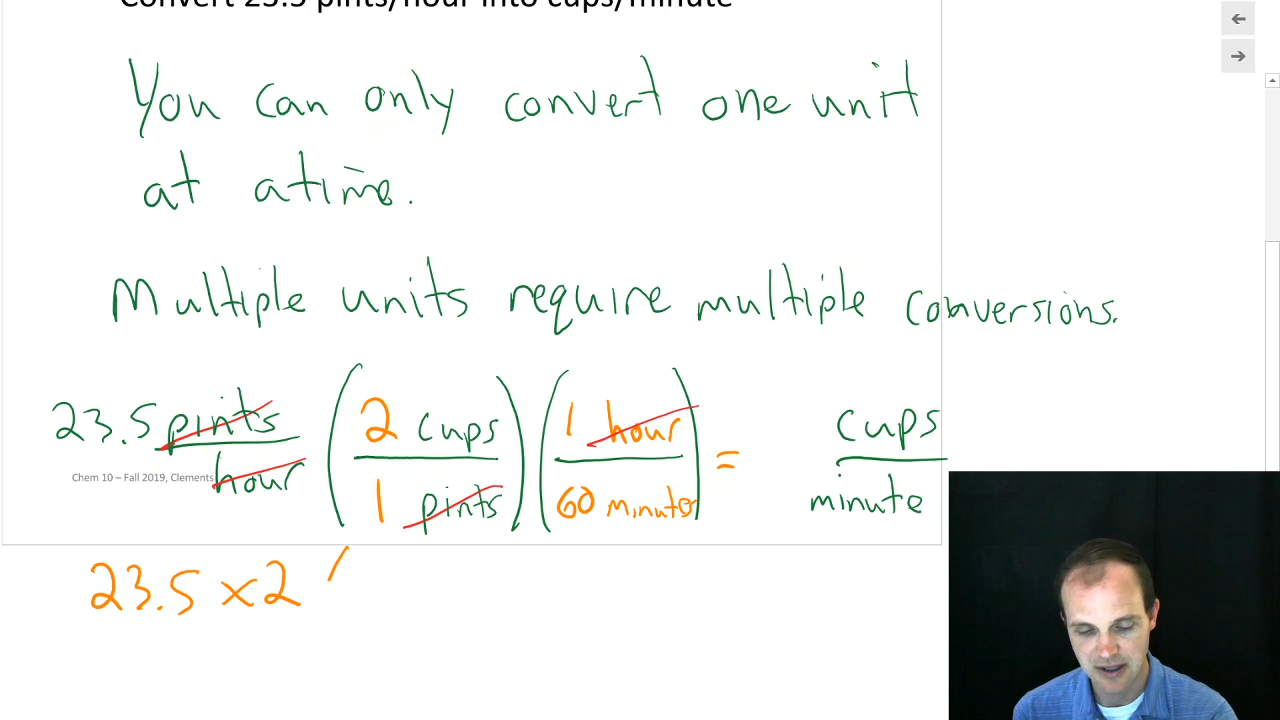 Convert 23.5 pints/hour into cups/minute
You can only convert one unit
at atime.
Multiple units require multiple conversions.
23.5 pints/hour (2 cups/1 pints)(1 hour/60 minutes) = cups/minute
Chem 10 – Fall 2019, Clements
23.5 × 2 /